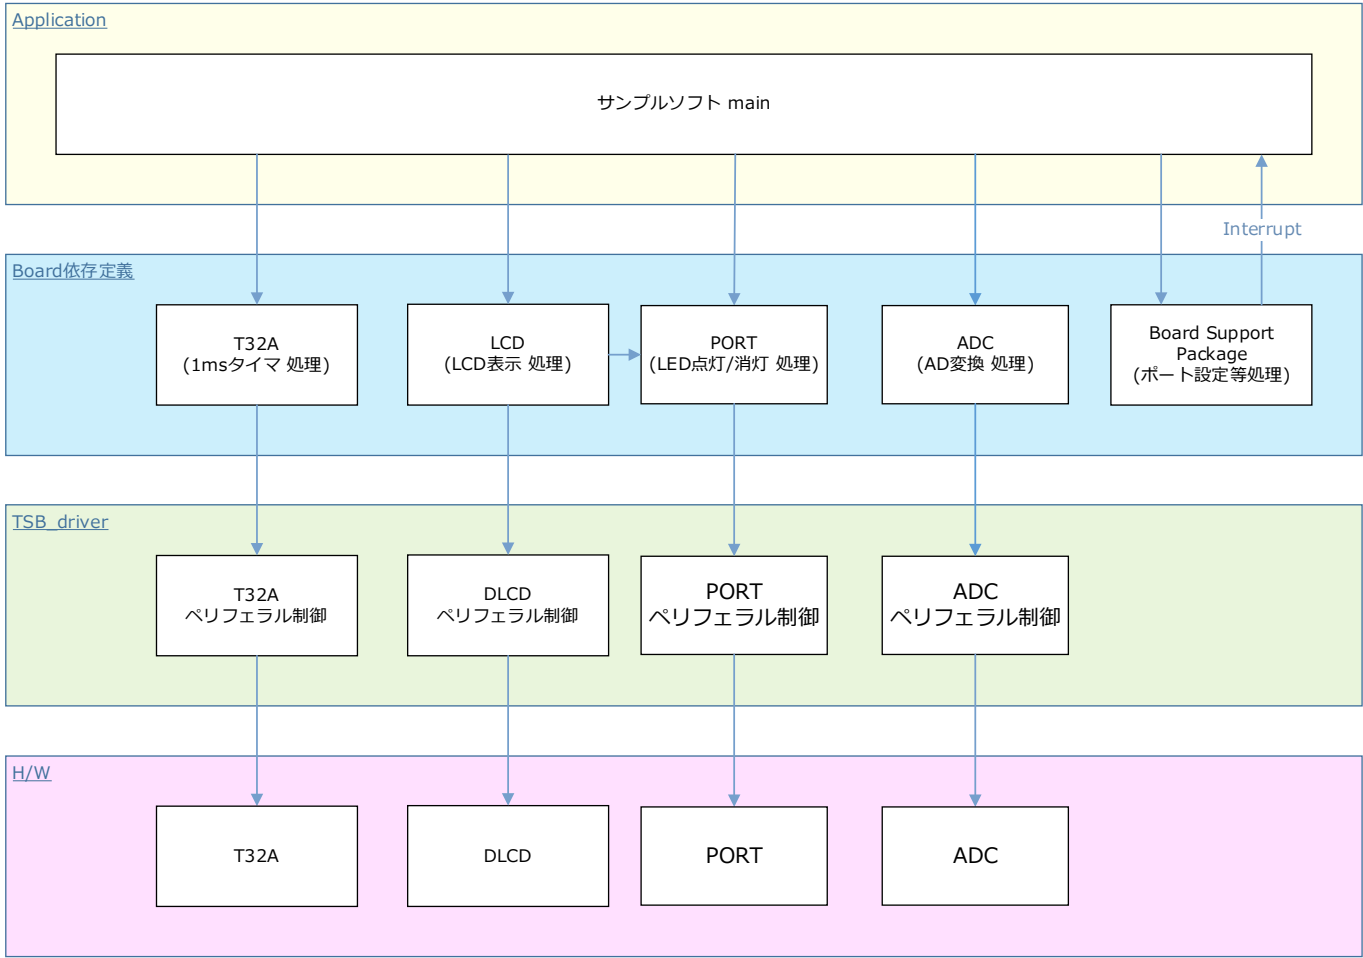 Application
サンプルソフト main
Interrupt
Board依存定義
T32A
(1msタイマ 処理)
LCD
(LCD表示 処理)
PORT
(LED点灯/消灯 処理)
ADC
(AD変換 処理)
Board Support
Package
(ポート設定等処理)
TSB_driver
T32A
ペリフェラル制御
DLCD
ペリフェラル制御
PORT
ペリフェラル制御
ADC
ペリフェラル制御
H/W
T32A
DLCD
PORT
ADC